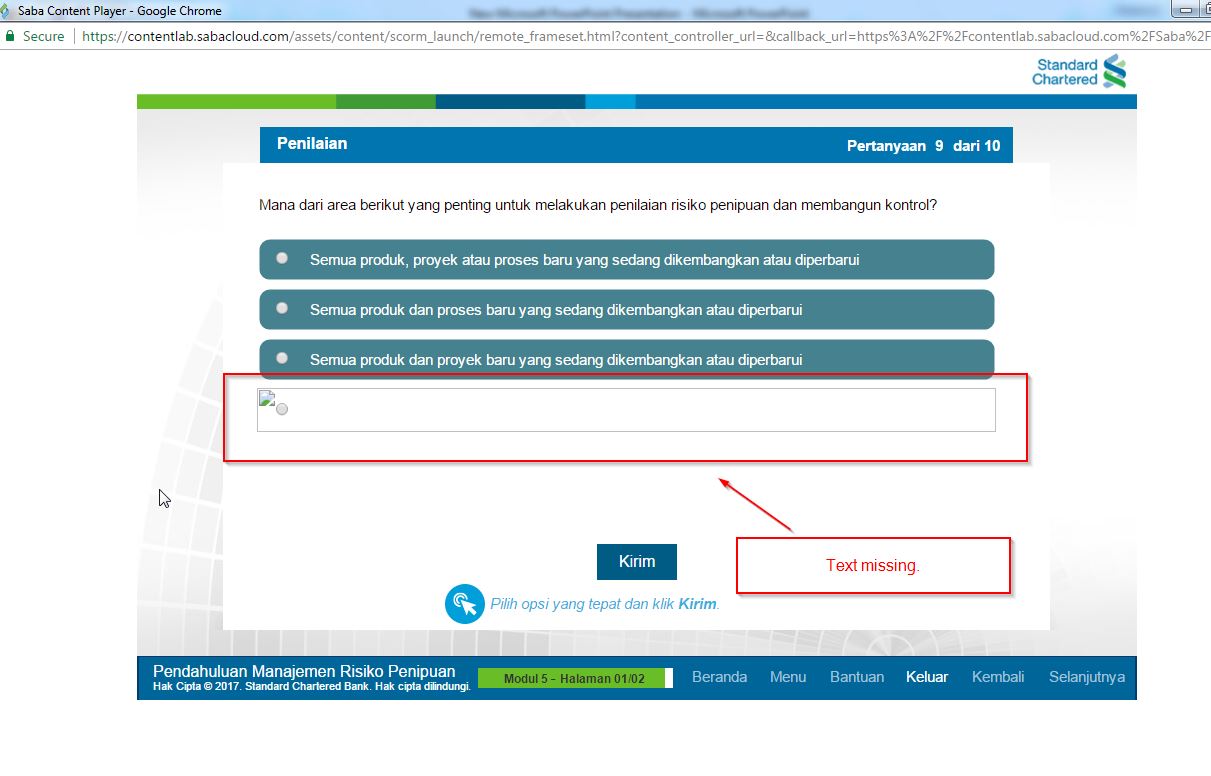 Saba Content Player - Google Chrome
New Microsoft PowerPoint Presentation - Microsoft PowerPoint
Secure | https://contentlab.sabacloud.com/assets/content/scorm_launch/remote_frameset.html?content_controller_url=&callback_url=https%3A%2F%2Fcontentlab.sabacloud.com%2FSaba%2F
Standard
Chartered
Penilaian
Pertanyaan 9 dari 10
Mana dari area berikut yang penting untuk melakukan penilaian risiko penipuan dan membangun kontrol?
Semua produk, proyek atau proses baru yang sedang dikembangkan atau diperbarui
Semua produk dan proses baru yang sedang dikembangkan atau diperbarui
Semua produk dan proyek baru yang sedang dikembangkan atau diperbarui
Text missing.
Kirim
Pilih opsi yang tepat dan klik Kirim.
Pendahuluan Manajemen Risiko Penipuan
Hak Cipta © 2017. Standard Chartered Bank. Hak cipta dilindungi.
Modul 5 - Halaman 01/02
Beranda Menu Bantuan Keluar Kembali Selanjutnya